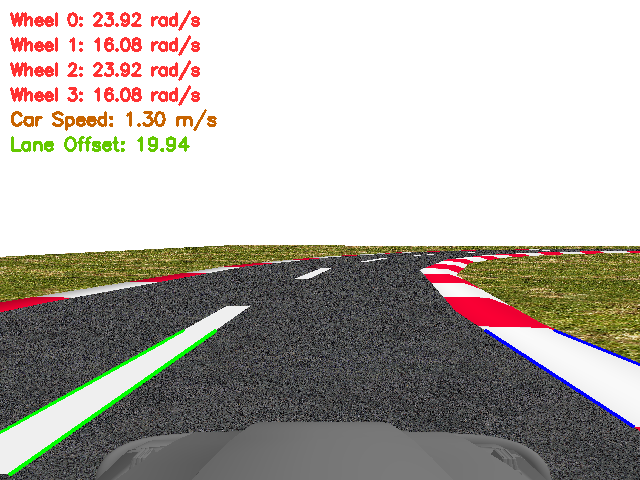 Wheel 0: 23.92 rad/s
Wheel 1: 16.08 rad/s
Wheel 2: 23.92 rad/s
Wheel 3: 16.08 rad/s
Car Speed: 1.30 m/s
Lane Offset: 19.94